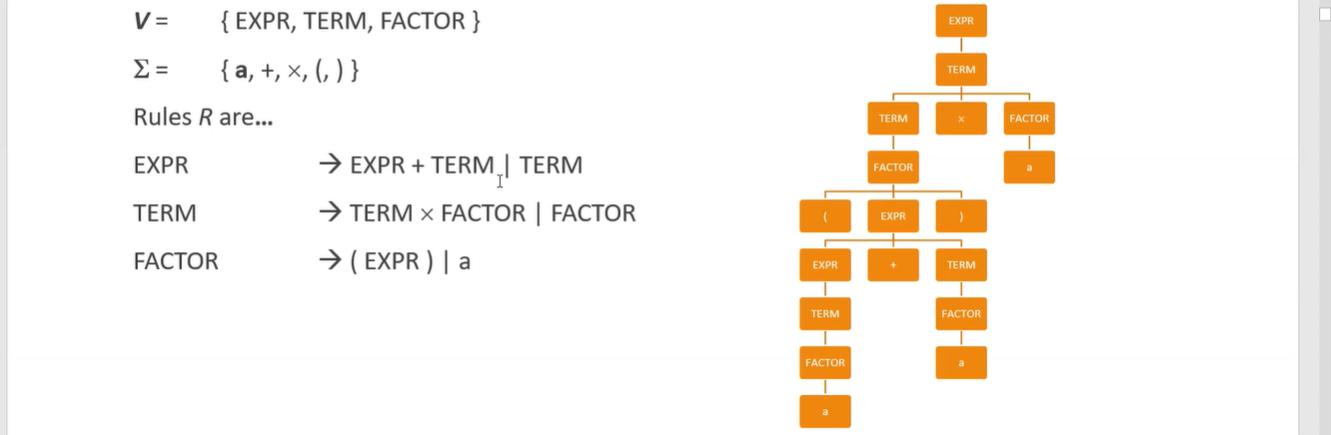 V = { EXPR, TERM, FACTOR }
Σ = { a, +, ×, (, ) }
Rules R are...
EXPR → EXPR + TERM | TERM
TERM → TERM × FACTOR | FACTOR
FACTOR → ( EXPR ) | a
EXPR
TERM
TERM × FACTOR
FACTOR a
( EXPR )
EXPR + TERM
TERM FACTOR
FACTOR a
a